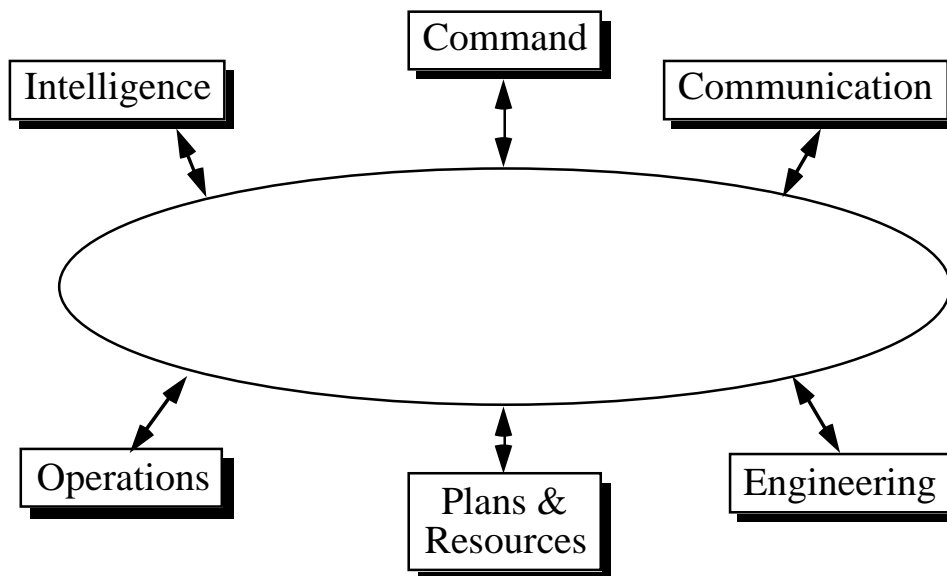 Command
Intelligence
Communication
Operations
Plans &
Resources
Engineering